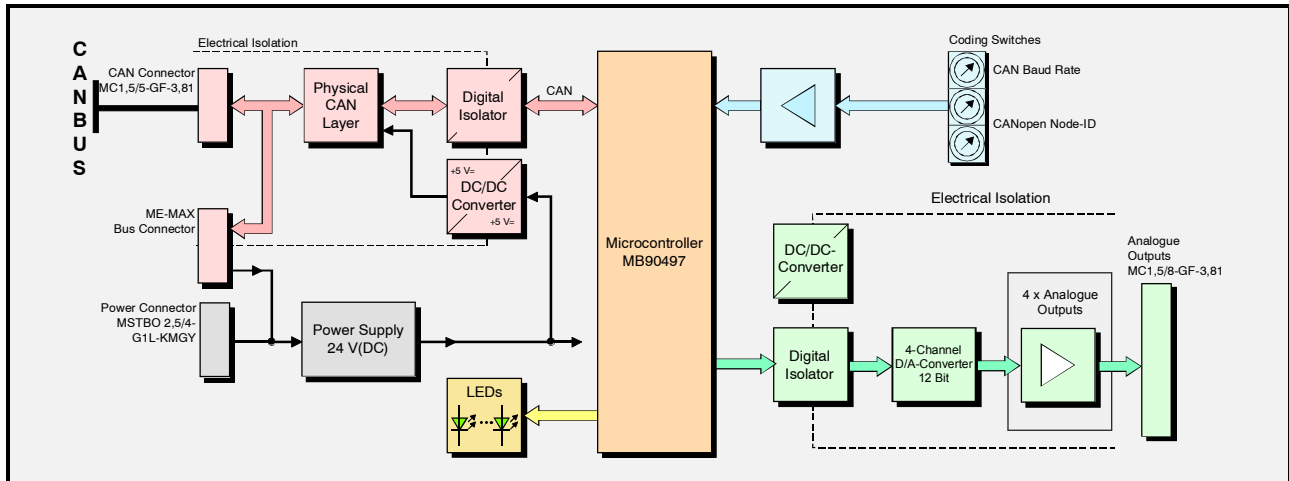 C
A
N
B
U
S
Electrical Isolation
CAN Connector
MC1,5/5-GF-3,81
Physical
CAN
Layer
Digital
Isolator
CAN
+5 V=
DC/DC
Converter
+5 V=
ME-MAX
Bus Connector
Power Connector
MSTBO 2,5/4-
G1L-KMGY
Power Supply
24 V(DC)
LEDs
Microcontroller
MB90497
Coding Switches
CAN Baud Rate
CANopen Node-ID
Electrical Isolation
DC/DC-
Converter
Digital
Isolator
4-Channel
D/A-Converter
12 Bit
4 x Analogue
Outputs
Analogue
Outputs
MC1,5/8-GF-3,81